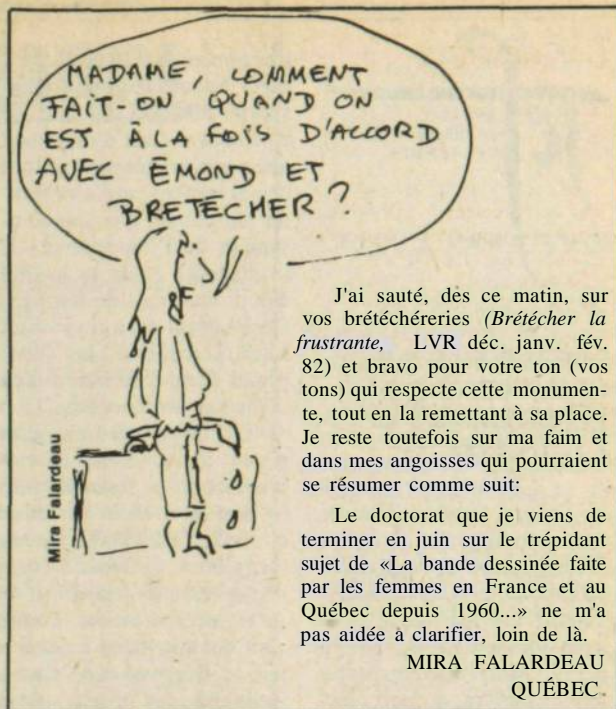 MADAME, COMMENT
FAIT-ON QUAND ON
EST À LA FOIS D'ACCORD
AVEC ÉMOND ET
BRETÉCHER?
Mira Falardeau
J'ai sauté, des ce matin, sur
vos brétéchéreries (Brétécher la
frustrante, LVR déc. janv. fév.
82) et bravo pour votre ton (vos
tons) qui respecte cette monumen-
te, tout en la remettant à sa place.
Je reste toutefois sur ma faim et
dans mes angoisses qui pourraient
se résumer comme suit:
Le doctorat que je viens de
terminer en juin sur le trépidant
sujet de «La bande dessinée faite
par les femmes en France et au
Québec depuis 1960...» ne m'a
pas aidée à clarifier, loin de là.
MIRA FALARDEAU
QUÉBEC